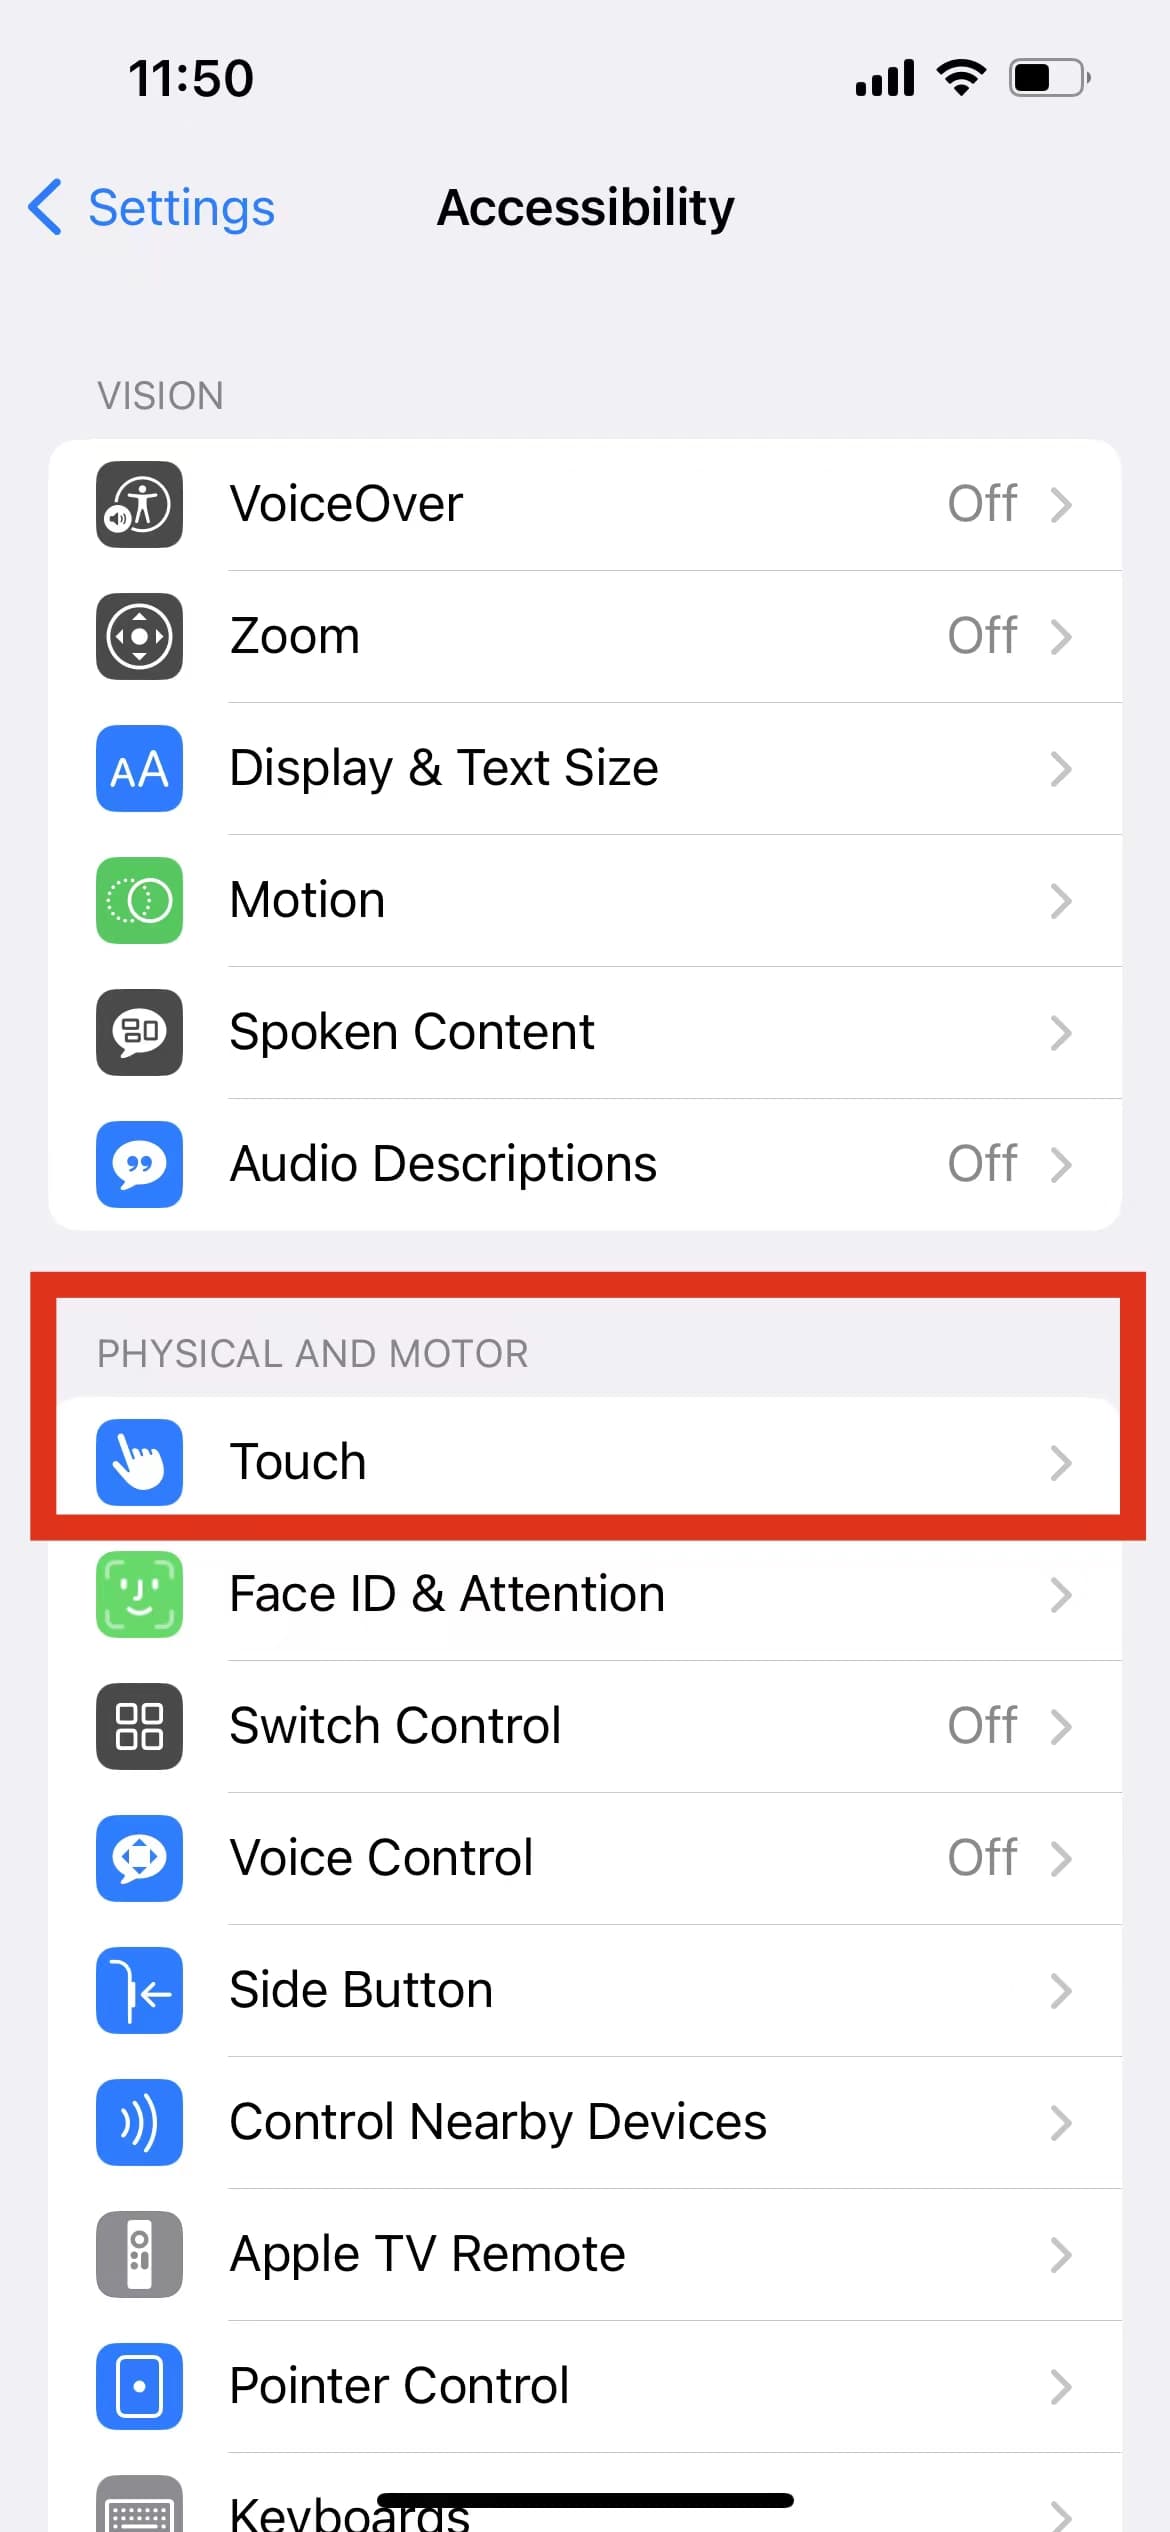 11:50
Settings
Accessibility
VISION
VoiceOver Off
Zoom Off
AA Display & Text Size
Motion
Spoken Content
Audio Descriptions Off
PHYSICAL AND MOTOR
Touch
Face ID & Attention
Switch Control Off
Voice Control Off
Side Button
Control Nearby Devices
Apple TV Remote
Pointer Control
Keyboards